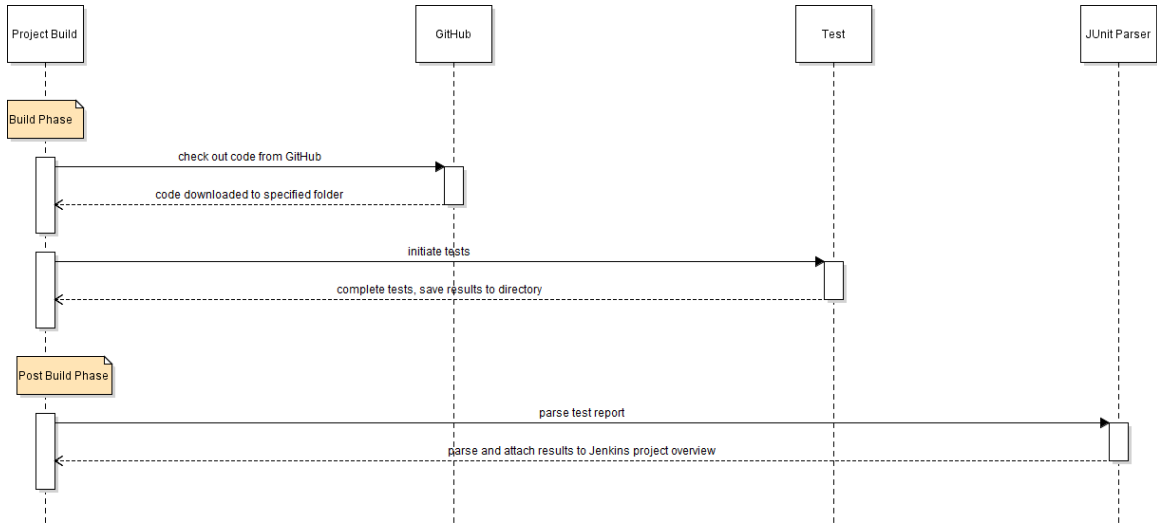 Project Build
GitHub
Test
JUnit Parser
Build Phase
check out code from GitHub
code downloaded to specified folder
initiate tests
complete tests, save results to directory
Post Build Phase
parse test report
parse and attach results to Jenkins project overview